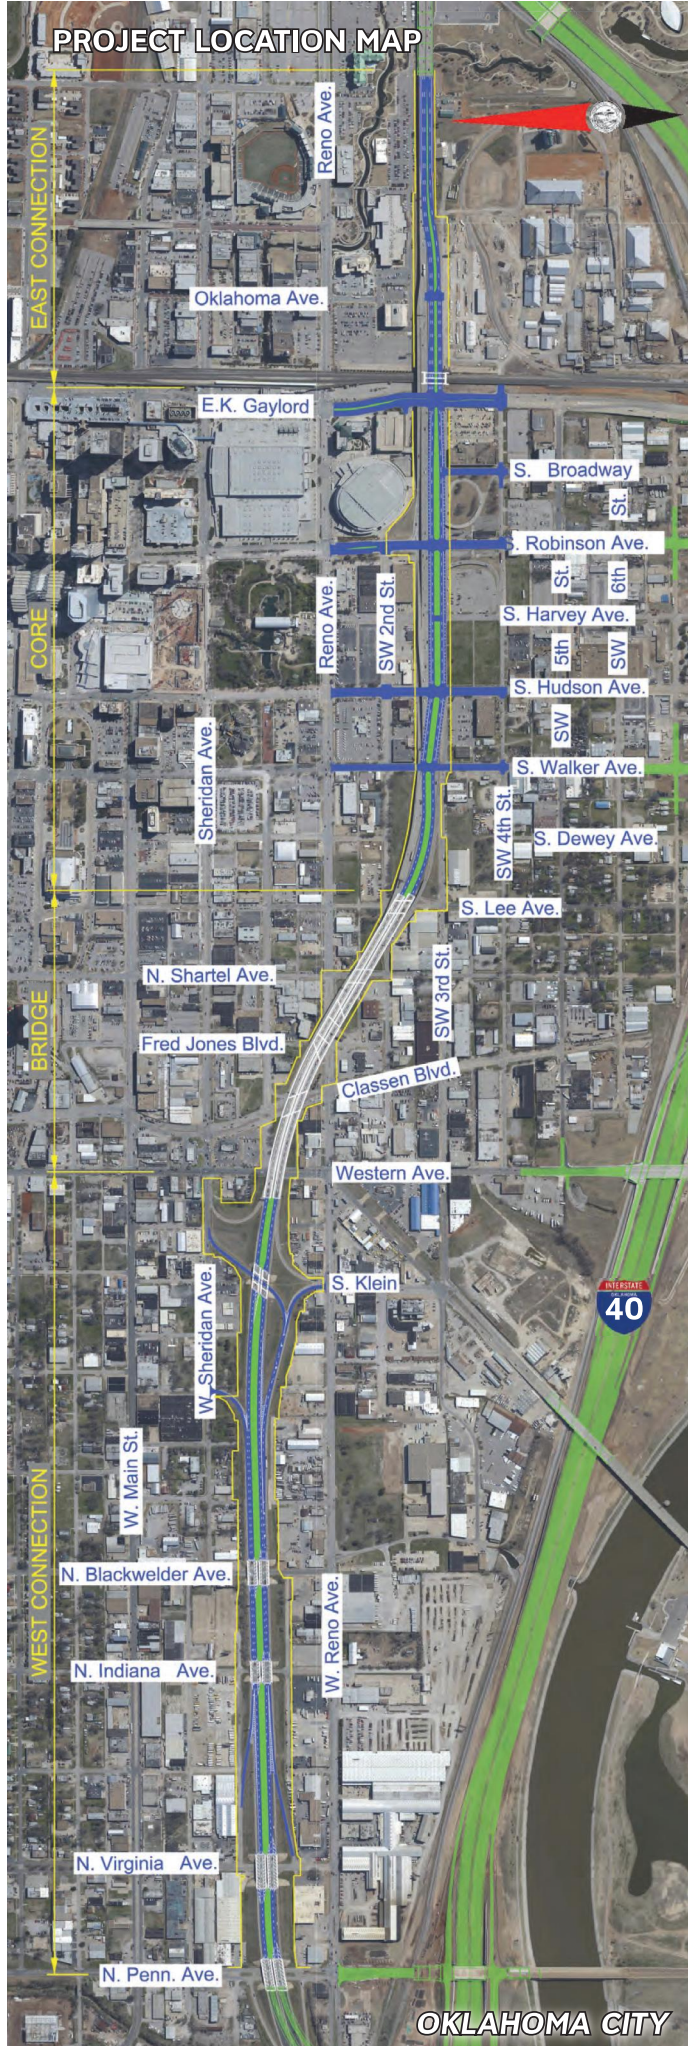 PROJECT LOCATION MAP
EAST CONNECTION
Reno Ave.
Oklahoma Ave.
E.K. Gaylord
S. Broadway
St.
S. Robinson Ave.
St.
6th
Reno Ave.
SW 2nd St.
S. Harvey Ave.
CORE
5th
SW
S. Hudson Ave.
SW
Sheridan Ave.
S. Walker Ave.
SW 4th St.
S. Dewey Ave.
S. Lee Ave.
N. Shartel Ave.
SW 3rd St.
BRIDGE
Fred Jones Blvd.
Classen Blvd.
Western Ave.
S. Klein
INTERSTATE
OKLAHOMA
40
W. Sheridan Ave.
W. Main St.
WEST CONNECTION
N. Blackwelder Ave.
W. Reno Ave.
N. Indiana Ave.
N. Virginia Ave.
N. Penn. Ave.
OKLAHOMA CITY